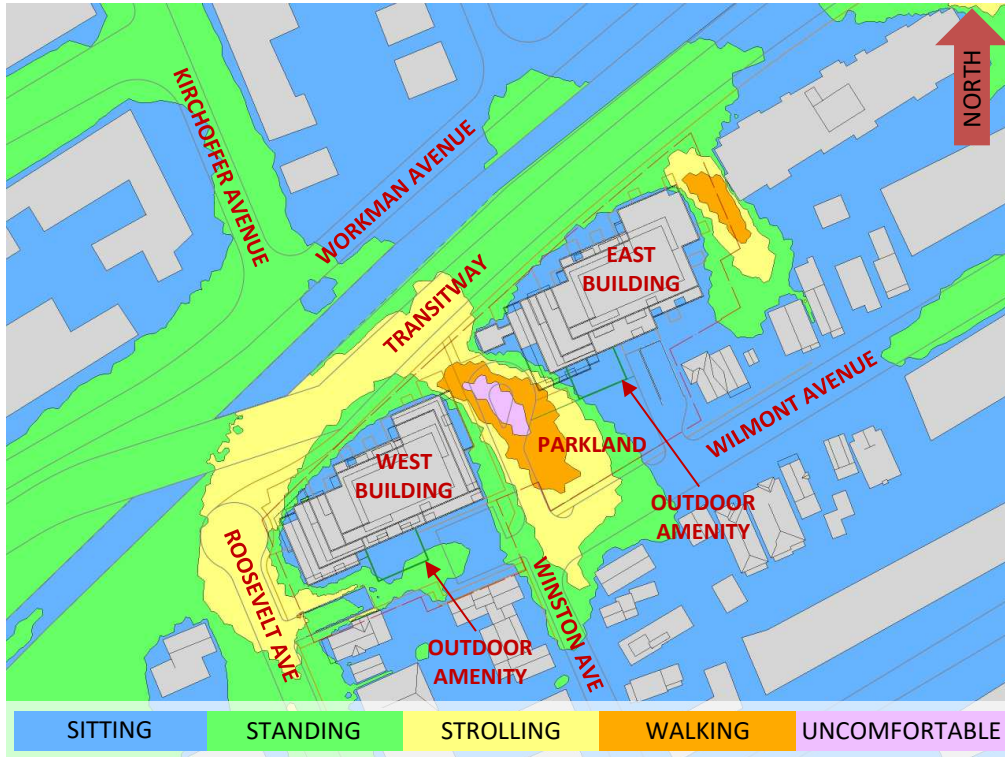 NORTH
KIRCHOFFER AVENUE
WORKMAN AVENUE
TRANSITWAY
EAST
BUILDING
WILMONT AVENUE
PARKLAND
WEST
BUILDING
OUTDOOR
AMENITY
ROOSEVELT AVE
WINSTON AVE
OUTDOOR
AMENITY
SITTING
STANDING
STROLLING
WALKING
UNCOMFORTABLE